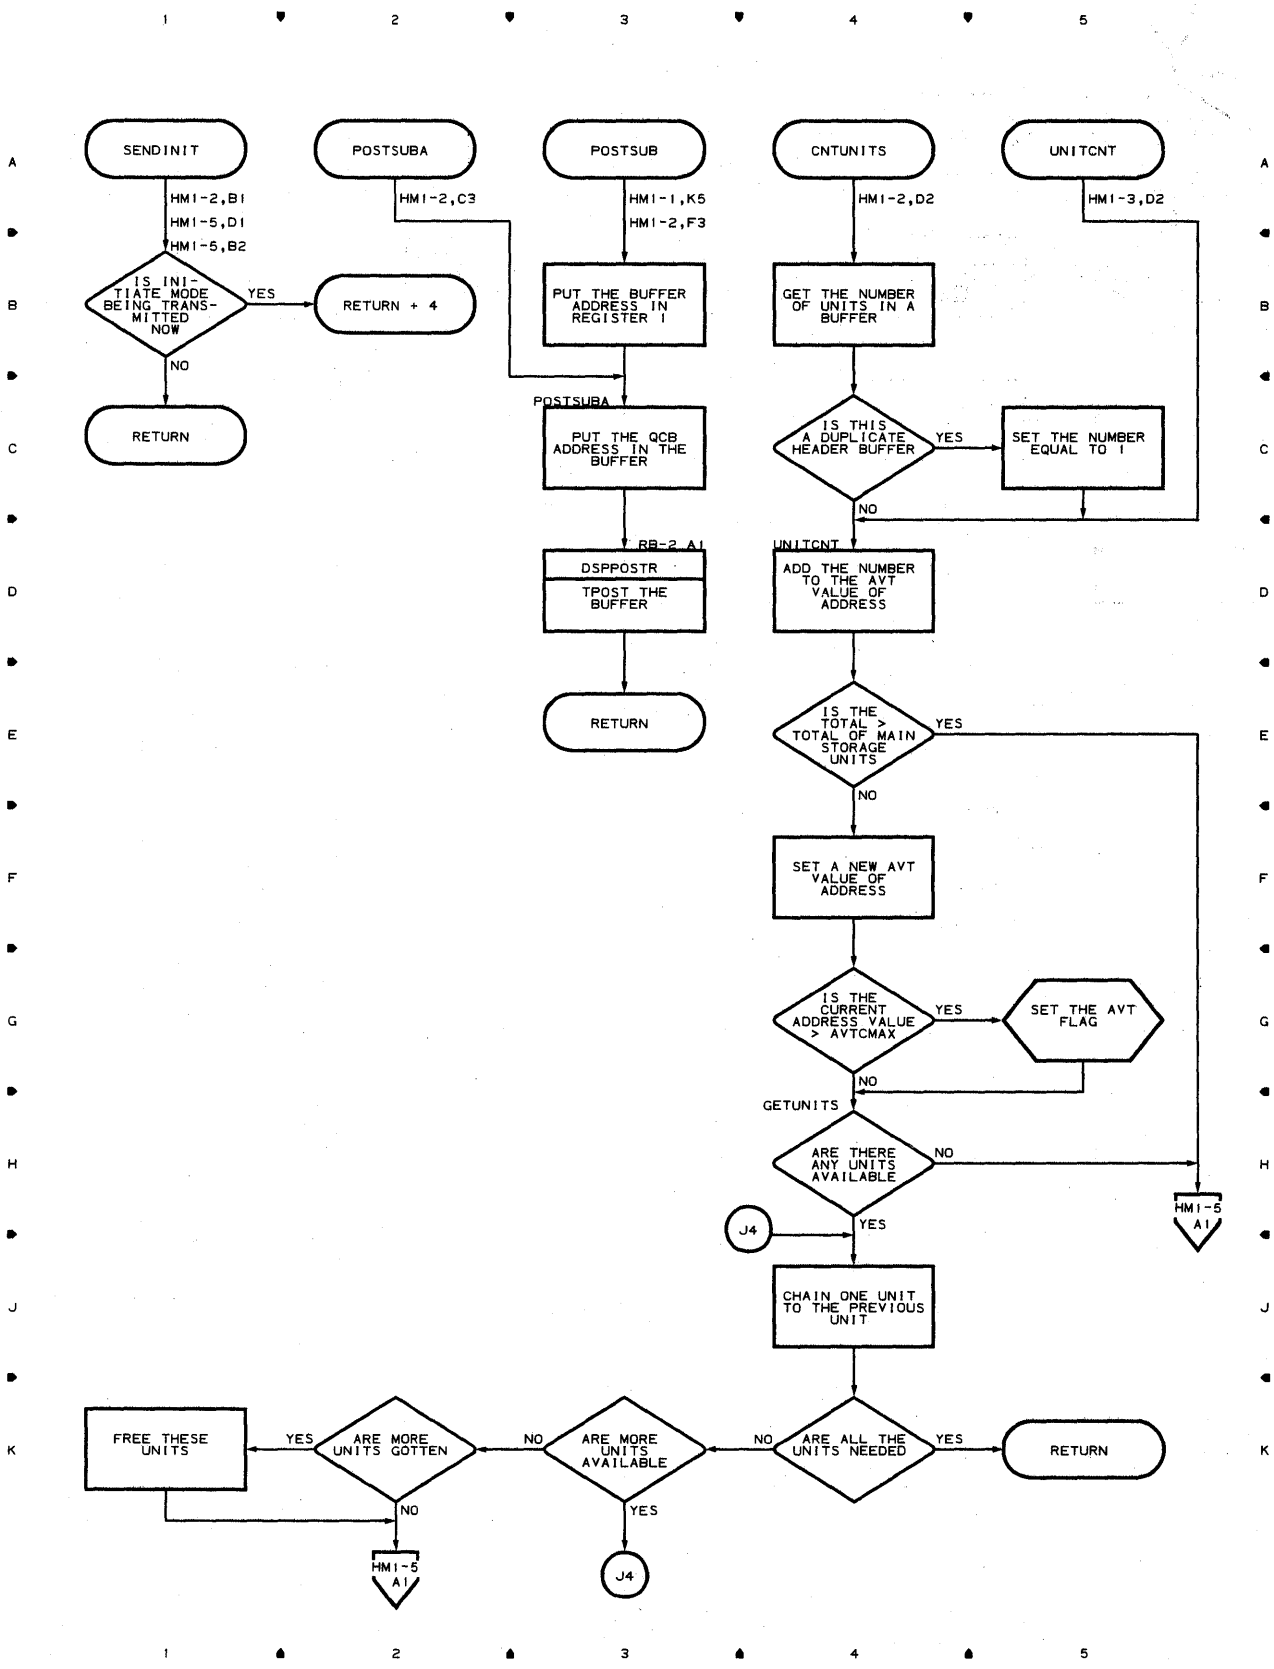 1 2 3 4 5
A SENDINIT POSTSUBA POSTSUB CNTUNITS UNITCNT A
HM1-2,B1 HM1-2,C3 HM1-1,K5 HM1-2,D2 HM1-3,D2
HM1-5,D1 HM1-2,F3
HM1-5,B2
IS INI-
TIATE MODE
BEING TRANS-
MITTED
NOW
YES
RETURN + 4
PUT THE BUFFER
ADDRESS IN
REGISTER 1
GET THE NUMBER
OF UNITS IN A
BUFFER
B B
NO
POSTSUBA
C C
RETURN
PUT THE QCB
ADDRESS IN THE
BUFFER
IS THIS
A DUPLICATE
HEADER BUFFER
YES
SET THE NUMBER
EQUAL TO 1
NO
RB-2 A1
UNITCNT
D D
DSPPOSTR
TPOST THE
BUFFER
ADD THE NUMBER
TO THE AVT
VALUE OF
ADDRESS
E E
RETURN
IS THE
TOTAL >
TOTAL OF MAIN
STORAGE
UNITS
YES
NO
F F
SET A NEW AVT
VALUE OF
ADDRESS
G G
IS THE
CURRENT
ADDRESS VALUE
> AVTCMAX
YES
SET THE AVT
FLAG
NO
GETUNITS
H H
ARE THERE
ANY UNITS
AVAILABLE
NO
HM1-5
A1
YES
J4
J J
CHAIN ONE UNIT
TO THE PREVIOUS
UNIT
K K
FREE THESE
UNITS
YES
ARE MORE
UNITS GOTTEN
NO
ARE MORE
UNITS
AVAILABLE
NO
ARE ALL THE
UNITS NEEDED
YES
RETURN
NO
YES
HM1-5
A1
J4
1 2 3 4 5